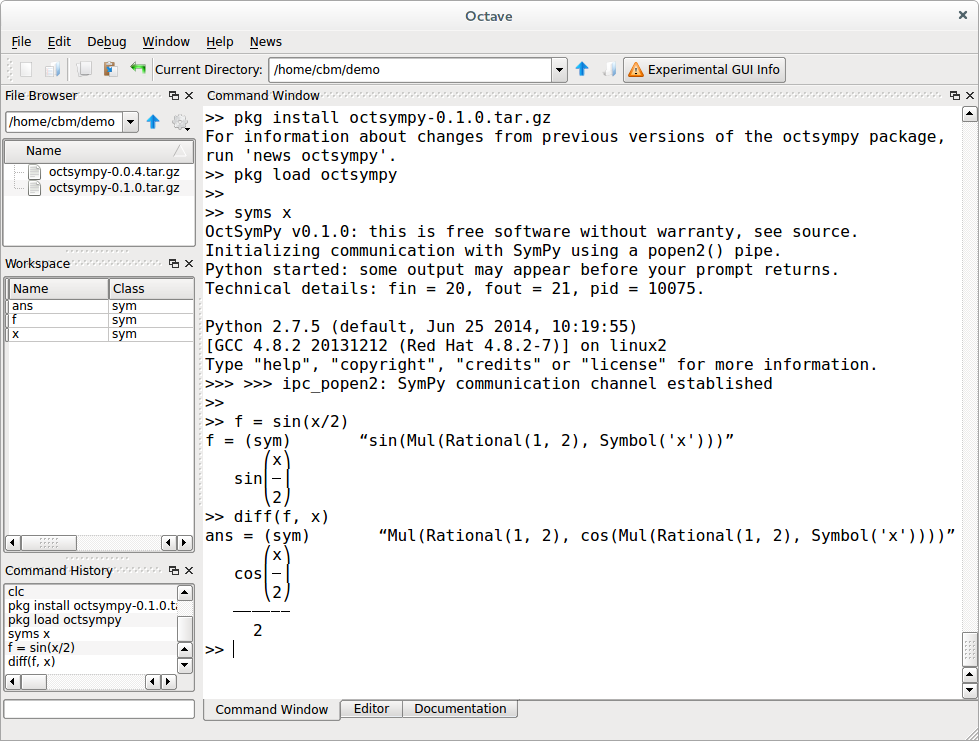 Octave
File Edit Debug Window Help News
Current Directory: /home/cbm/demo Experimental GUI Info
File Browser
/home/cbm/demo
Name
octsympy-0.0.4.tar.gz
octsympy-0.1.0.tar.gz
Workspace
Name Class
ans sym
f sym
x sym
Command History
clc
pkg install octsympy-0.1.0.ta
pkg load octsympy
syms x
f = sin(x/2)
diff(f, x)
Command Window
>> pkg install octsympy-0.1.0.tar.gz
For information about changes from previous versions of the octsympy package,
run 'news octsympy'.
>> pkg load octsympy
>>
>> syms x
OctSymPy v0.1.0: this is free software without warranty, see source.
Initializing communication with SymPy using a popen2() pipe.
Python started: some output may appear before your prompt returns.
Technical details: fin = 20, fout = 21, pid = 10075.
Python 2.7.5 (default, Jun 25 2014, 10:19:55)
[GCC 4.8.2 20131212 (Red Hat 4.8.2-7)] on linux2
Type "help", "copyright", "credits" or "license" for more information.
>>> >>> ipc_popen2: SymPy communication channel established
>>
>> f = sin(x/2)
f = (sym) “sin(Mul(Rational(1, 2), Symbol('x')))”
⎛x⎞
sin⎜─⎟
⎝2⎠
>> diff(f, x)
ans = (sym) “Mul(Rational(1, 2), cos(Mul(Rational(1, 2), Symbol('x'))))”
⎛x⎞
cos⎜─⎟
⎝2⎠
──────
2
>>
Command Window Editor Documentation